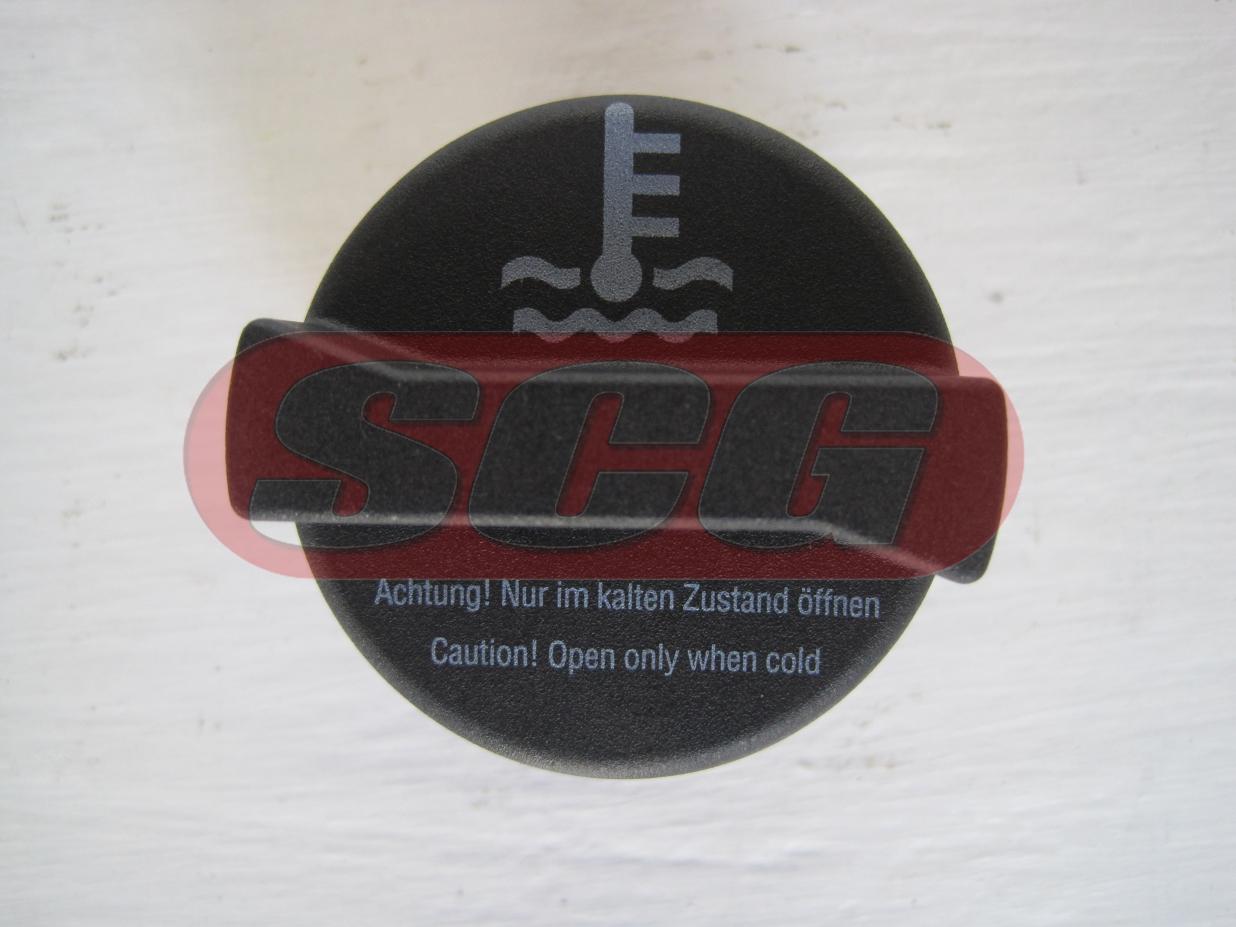 SCG
Achtung! Nur im kalten Zustand öffnen
Caution! Open only when cold